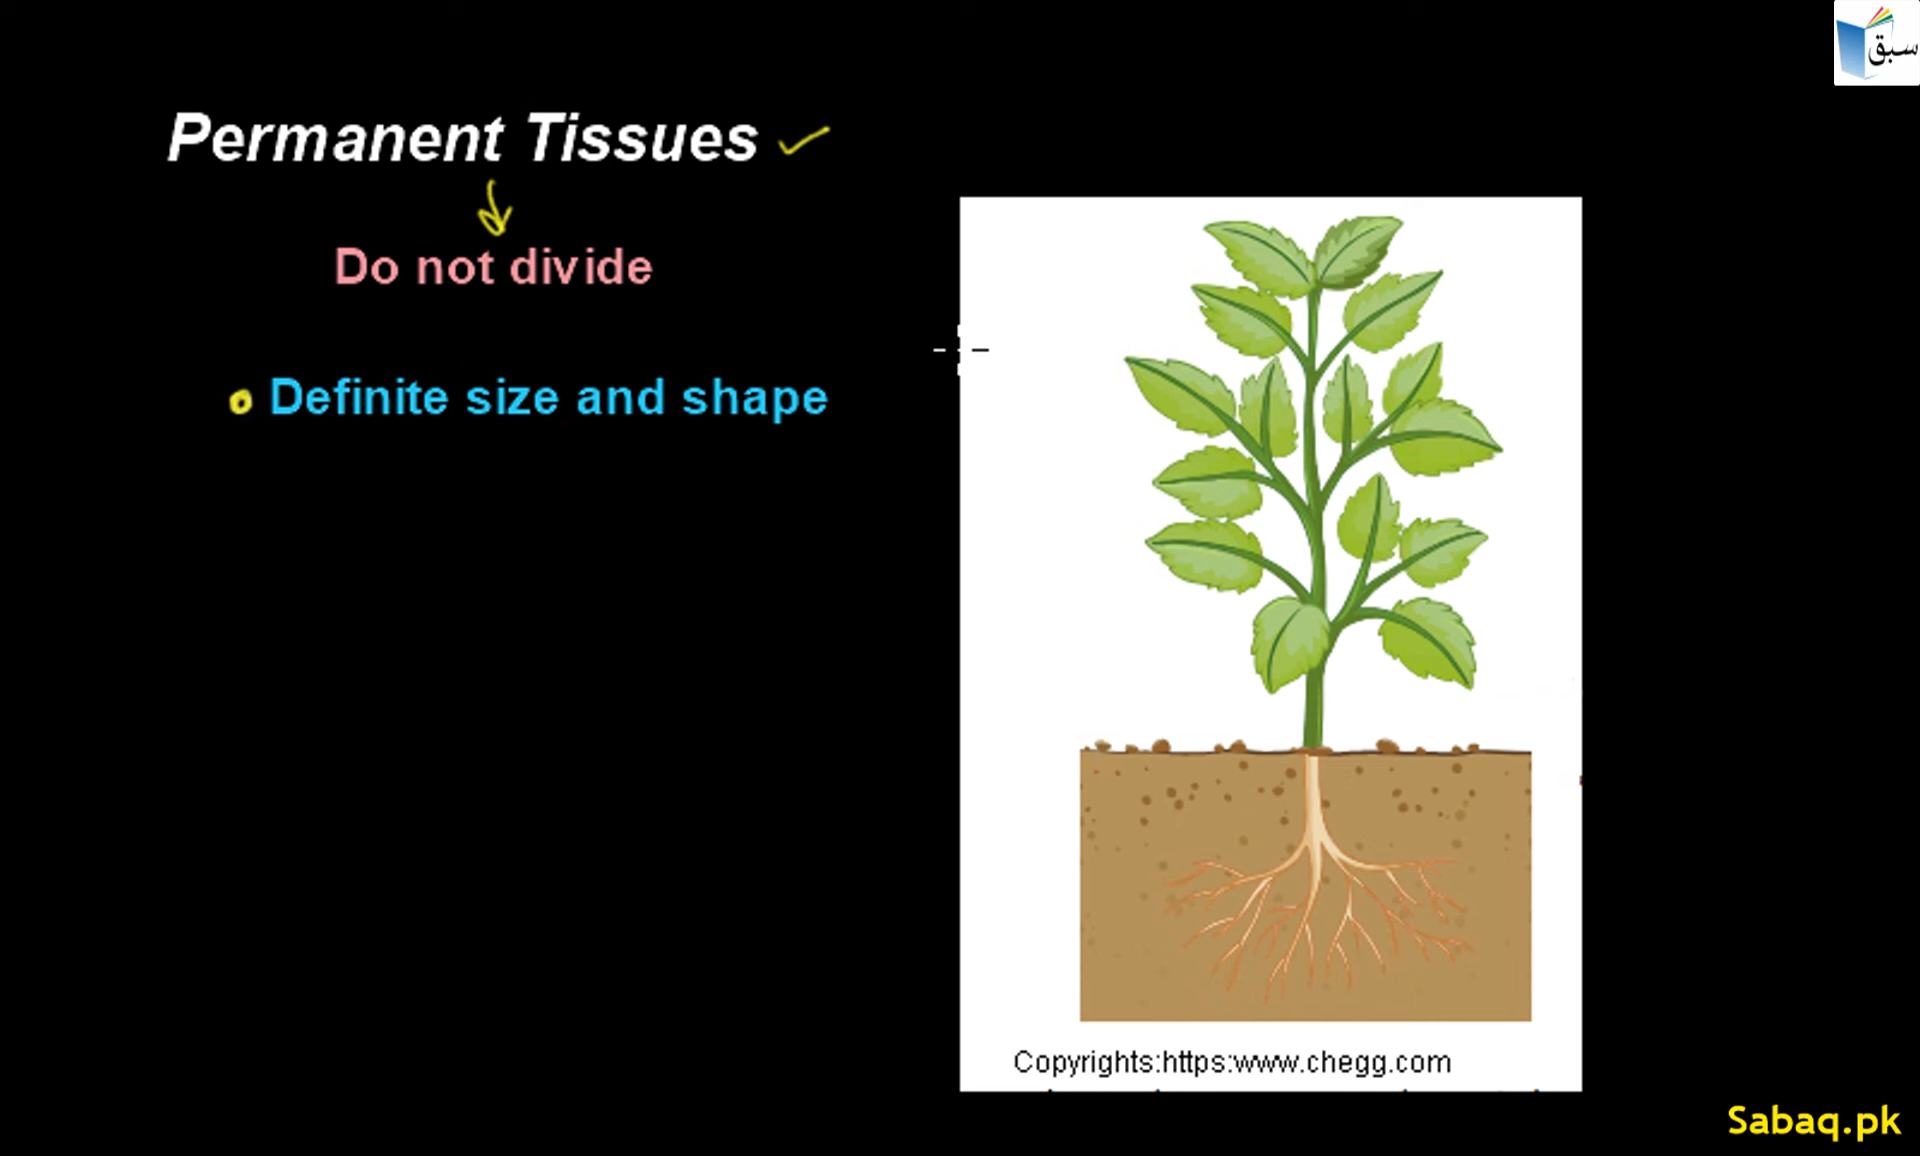 سبق
Permanent Tissues
Do not divide
Definite size and shape
Copyrights:https:www.chegg.com
Sabaq.pk